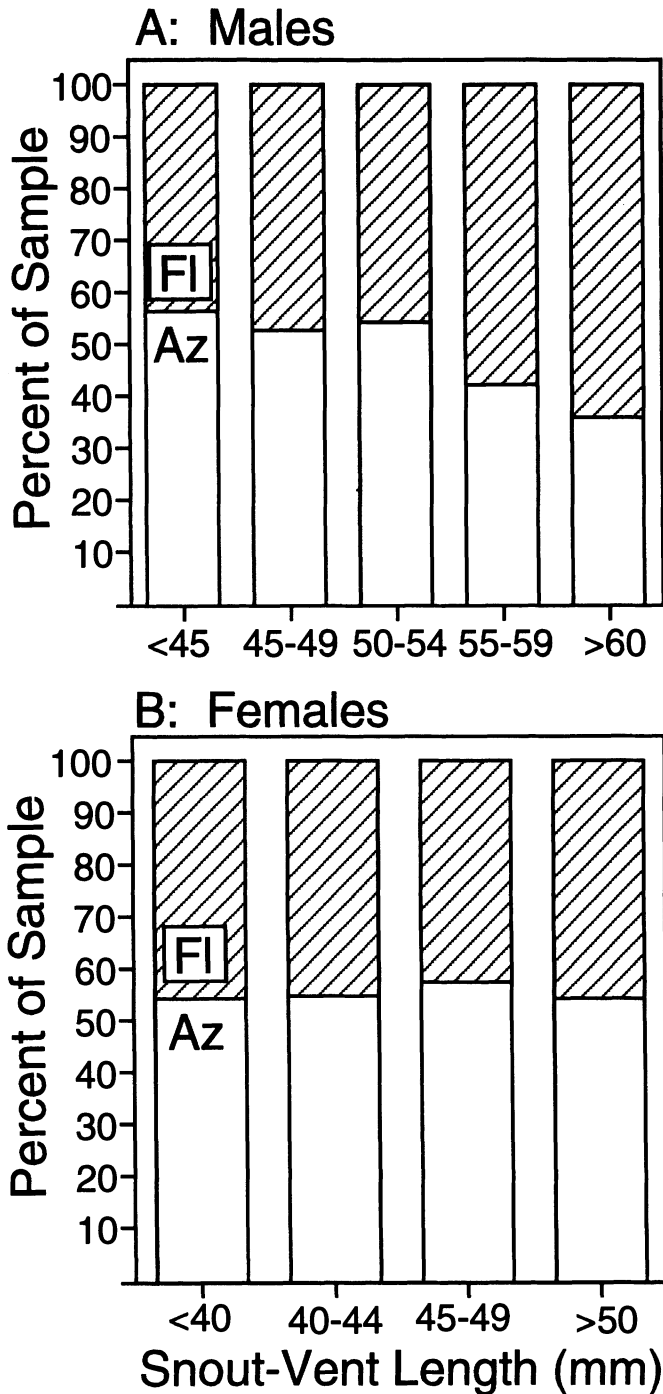 A: Males
Percent of Sample
100
90
80
70
60
50
40
30
20
10
Fl
Az
<45 45-49 50-54 55-59 >60
B: Females
Percent of Sample
100
90
80
70
60
50
40
30
20
10
Fl
Az
<40 40-44 45-49 >50
Snout-Vent Length (mm)